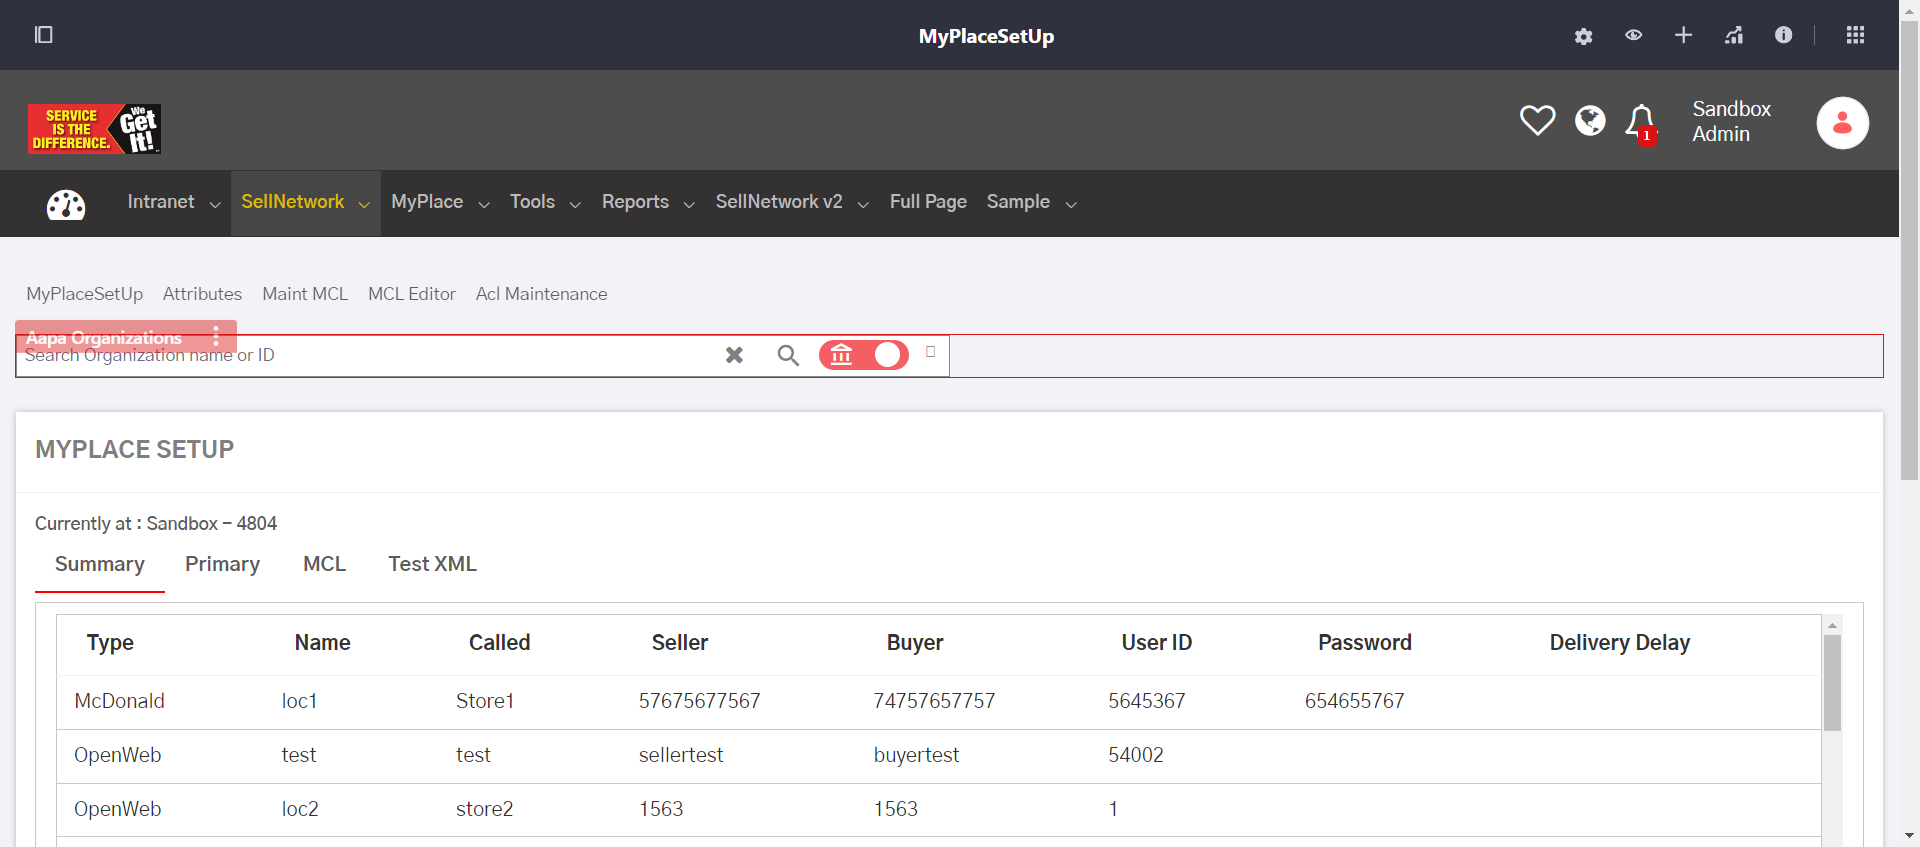 MyPlaceSetUp
SERVICE IS THE DIFFERENCE. We Get It!
1
Sandbox Admin
Intranet SellNetwork MyPlace Tools Reports SellNetwork v2 Full Page Sample
MyPlaceSetUp Attributes Maint MCL MCL Editor Acl Maintenance
Aapa Organizations
Search Organization name or ID
MYPLACE SETUP
Currently at : Sandbox - 4804
Summary Primary MCL Test XML
Type Name Called Seller Buyer User ID Password Delivery Delay
McDonald loc1 Store1 57675677567 74757657757 5645367 654655767
OpenWeb test test sellertest buyertest 54002
OpenWeb loc2 store2 1563 1563 1